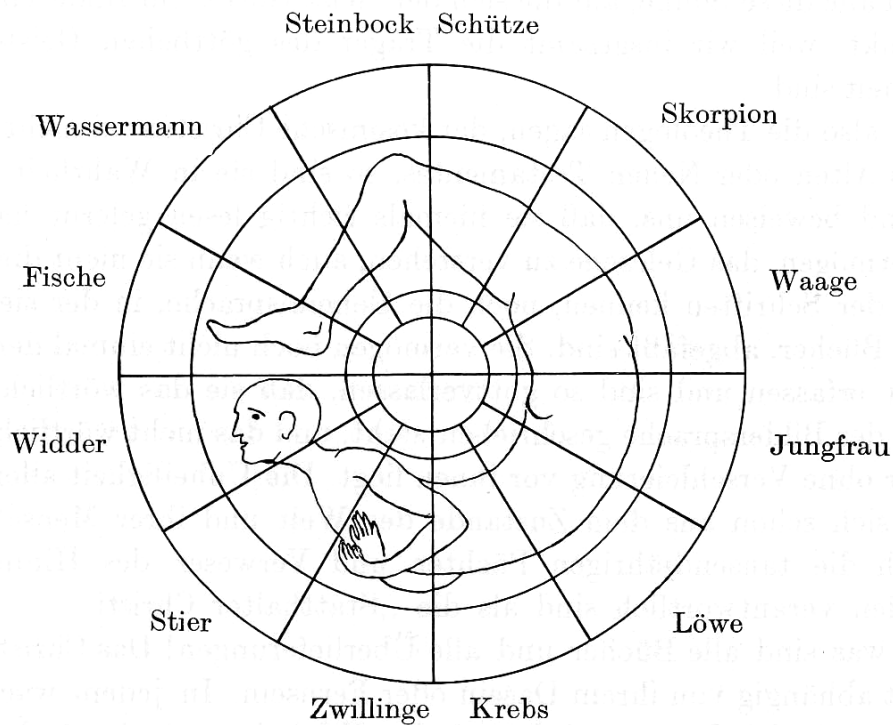 Steinbock Schütze
Wassermann
Skorpion
Fische
Waage
Widder
Jungfrau
Stier
Löwe
Zwillinge Krebs